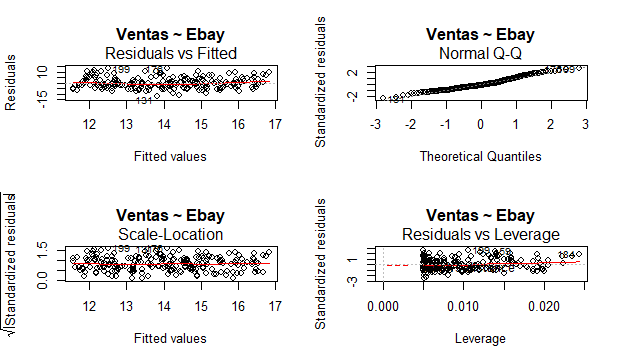 Ventas ~ Ebay
Residuals vs Fitted
Residuals
10
-15
199
131
12 13 14 15 16 17
Fitted values
Ventas ~ Ebay
Normal Q-Q
Standardized residuals
2
-2
131
-3 -2 -1 0 1 2 3
Theoretical Quantiles
Ventas ~ Ebay
Scale-Location
√|Standardized residuals|
1.5
0.0
199
12 13 14 15 16 17
Fitted values
Ventas ~ Ebay
Residuals vs Leverage
Standardized residuals
1
-3
184
0.000 0.010 0.020
Leverage